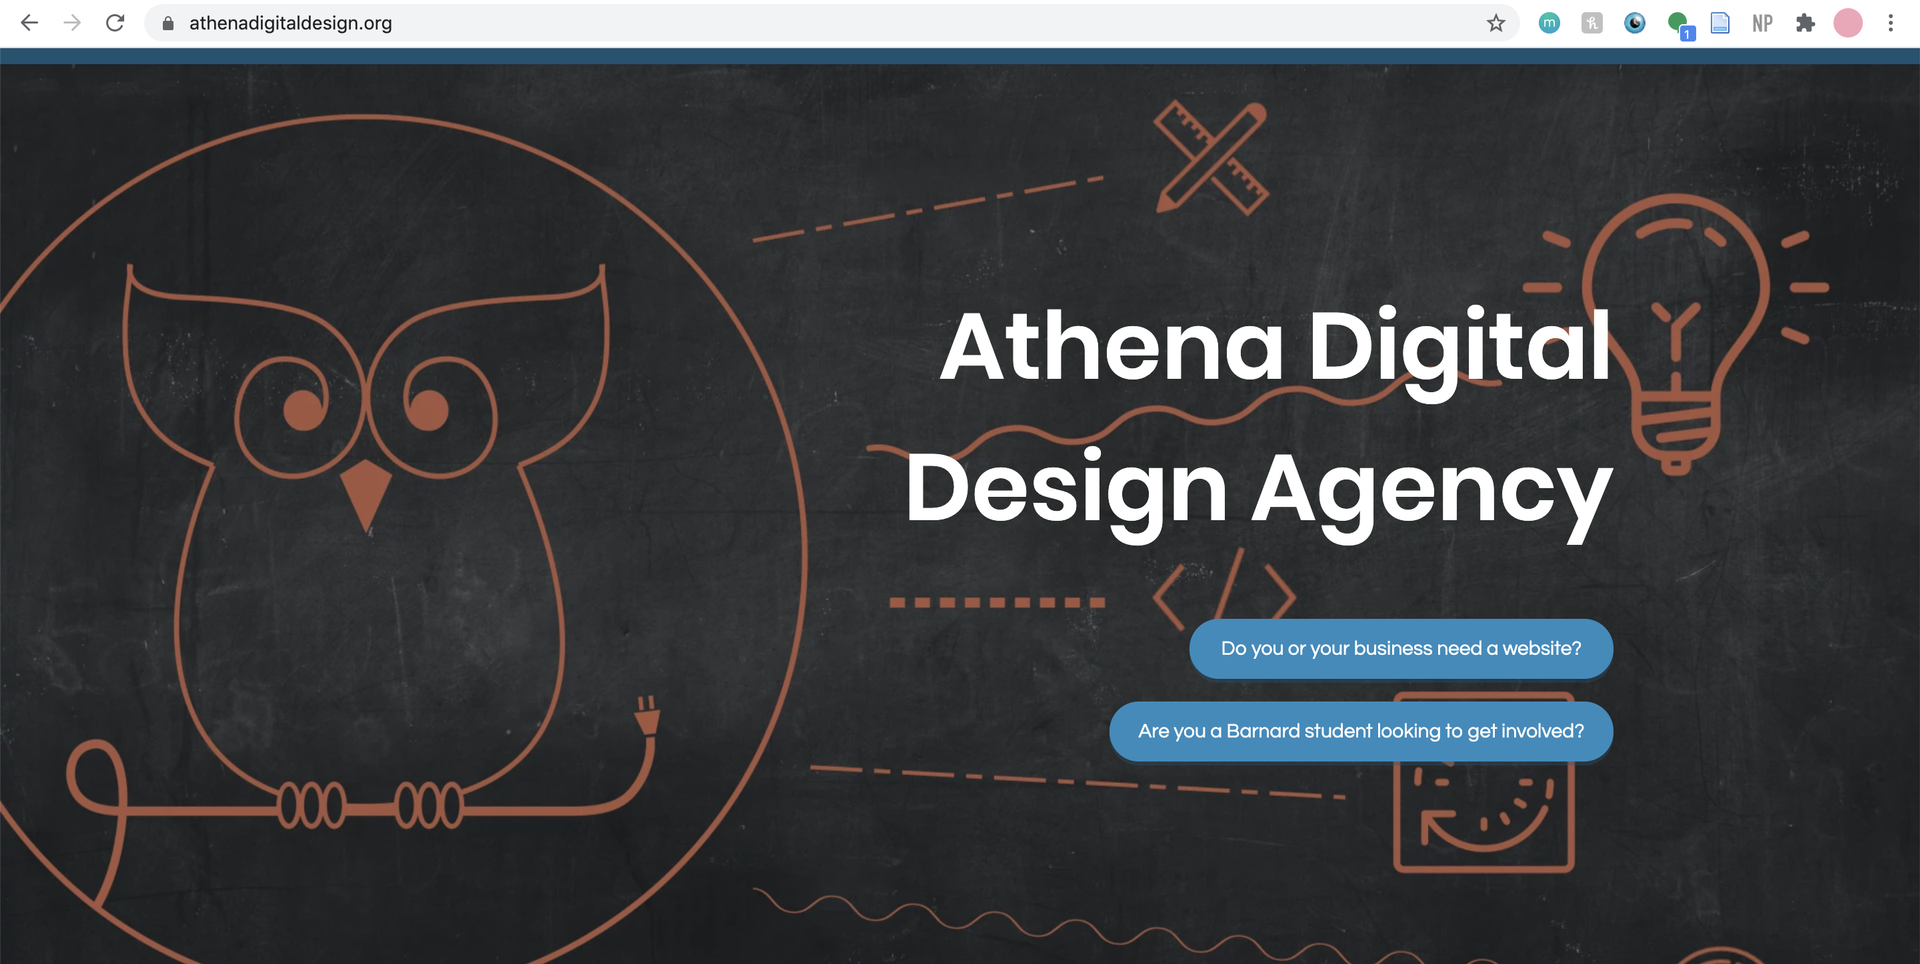 athenadigitaldesign.org
m
h
1
NP
Athena Digital
Design Agency
</>
Do you or your business need a website?
Are you a Barnard student looking to get involved?